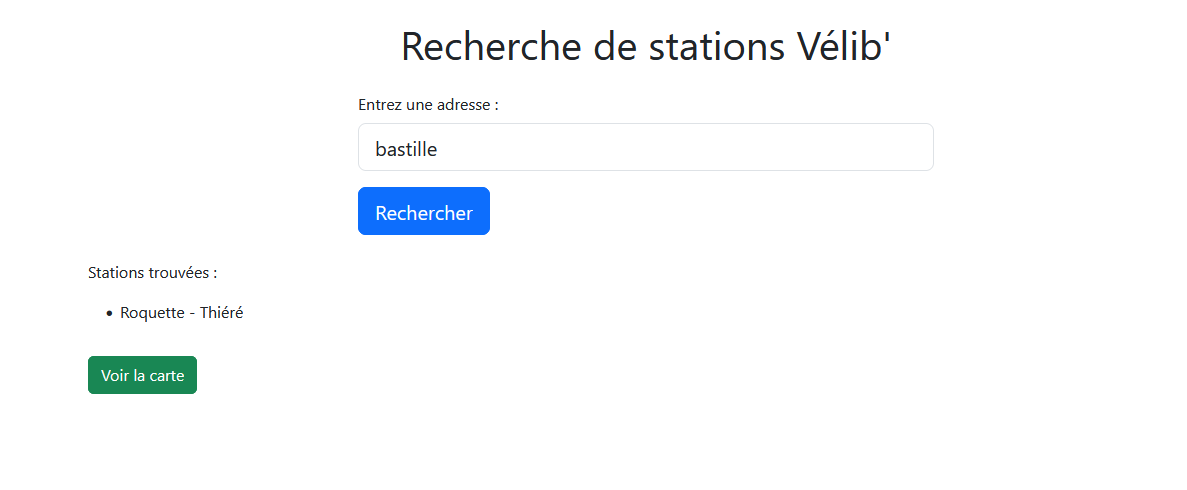 Recherche de stations Vélib'
Entrez une adresse :
bastille
Rechercher
Stations trouvées :
• Roquette - Thiéré
Voir la carte